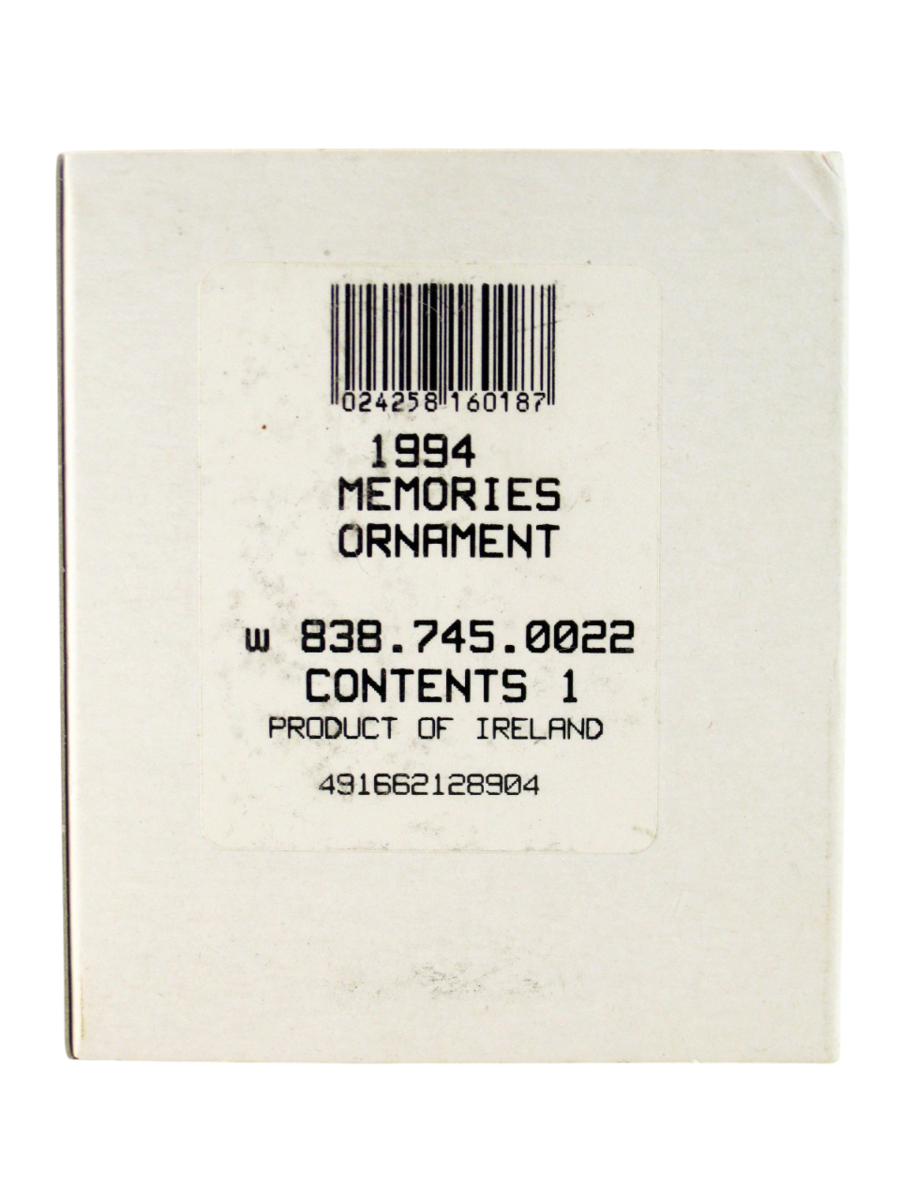 024258 160187
1994
MEMORIES
ORNAMENT
w 838.745.0022
CONTENTS 1
PRODUCT OF IRELAND
491662128904